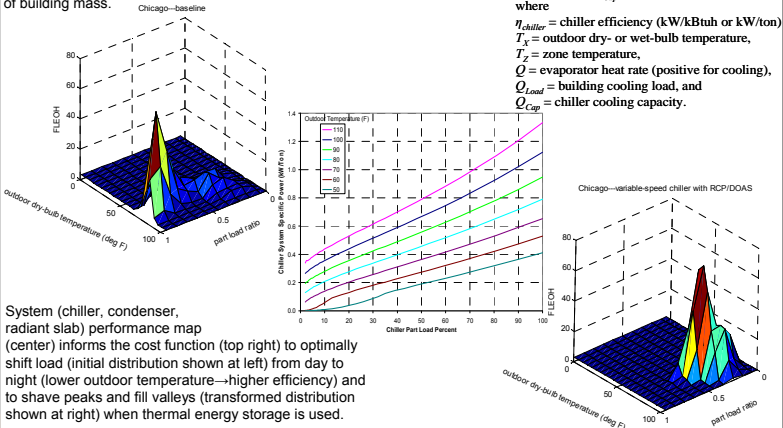 of building mass.
Chicago—baseline
80
60
40
20
0
FLEOH
0
50
100
outdoor dry-bulb temperature (deg F)
1
0.5
0
part load ratio
where
η_chiller = chiller efficiency (kW/kBtuh or kW/ton)
T_X = outdoor dry- or wet-bulb temperature,
T_Z = zone temperature,
Q = evaporator heat rate (positive for cooling),
Q_Load = building cooling load, and
Q_Cap = chiller cooling capacity.
Outdoor Temperature (F)
110
100
90
80
70
60
50
1.4
1.2
1.0
0.8
0.6
0.4
0.2
0.0
Chiller System Specific Power (kW/Ton)
0 10 20 30 40 50 60 70 80 90 100
Chiller Part Load Percent
Chicago—variable-speed chiller with RCP/DOAS
80
60
40
20
0
FLEOH
0
50
100
outdoor dry-bulb temperature (deg F)
1
0.5
0
part load ratio
System (chiller, condenser,
radiant slab) performance map
(center) informs the cost function (top right) to optimally
shift load (initial distribution shown at left) from day to
night (lower outdoor temperature→higher efficiency) and
to shave peaks and fill valleys (transformed distribution
shown at right) when thermal energy storage is used.